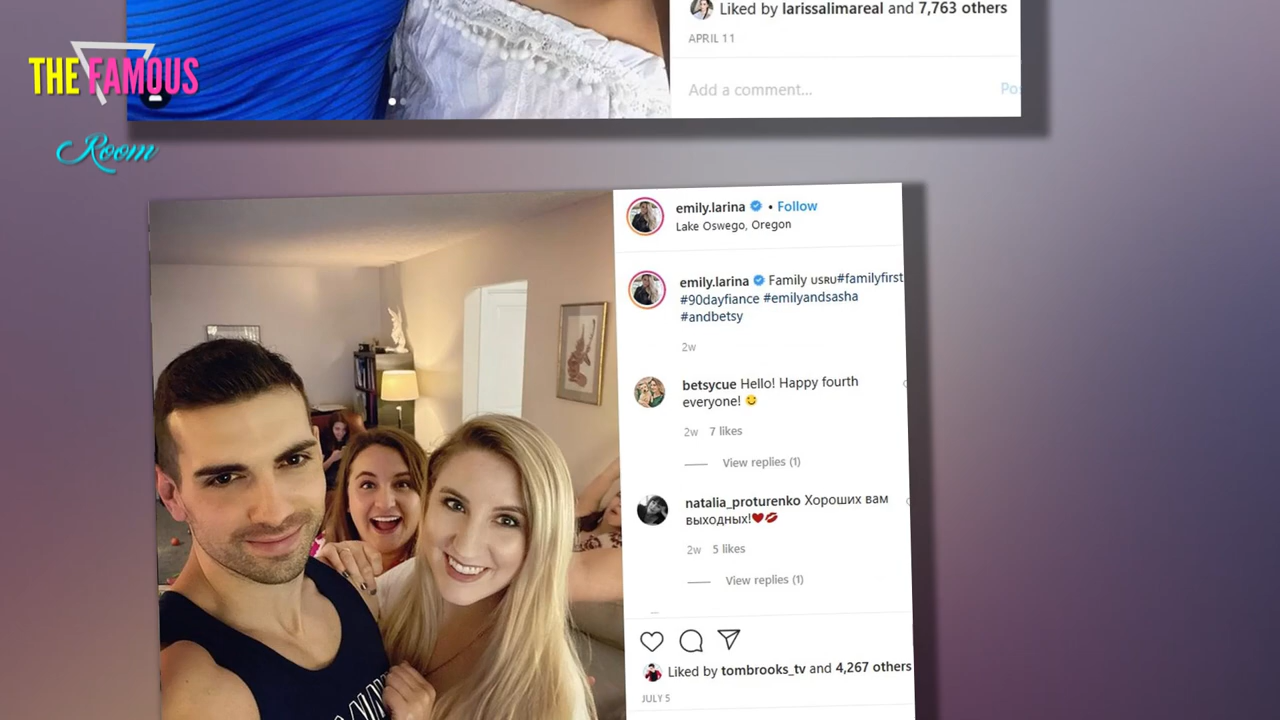 THE FAMOUS
Room
Liked by larissalimareal and 7,763 others
APRIL 11
Add a comment...
emily.larina • Follow
Lake Oswego, Oregon
emily.larina Family USRU#familyfirst
#90dayfiance #emilyandsasha
#andbetsy
2w
betsycue Hello! Happy fourth
everyone!
2w 7 likes
View replies (1)
natalia_proturenko Хороших вам
выходных!
2w 5 likes
View replies (1)
Liked by tombrooks_tv and 4,267 others
JULY 5